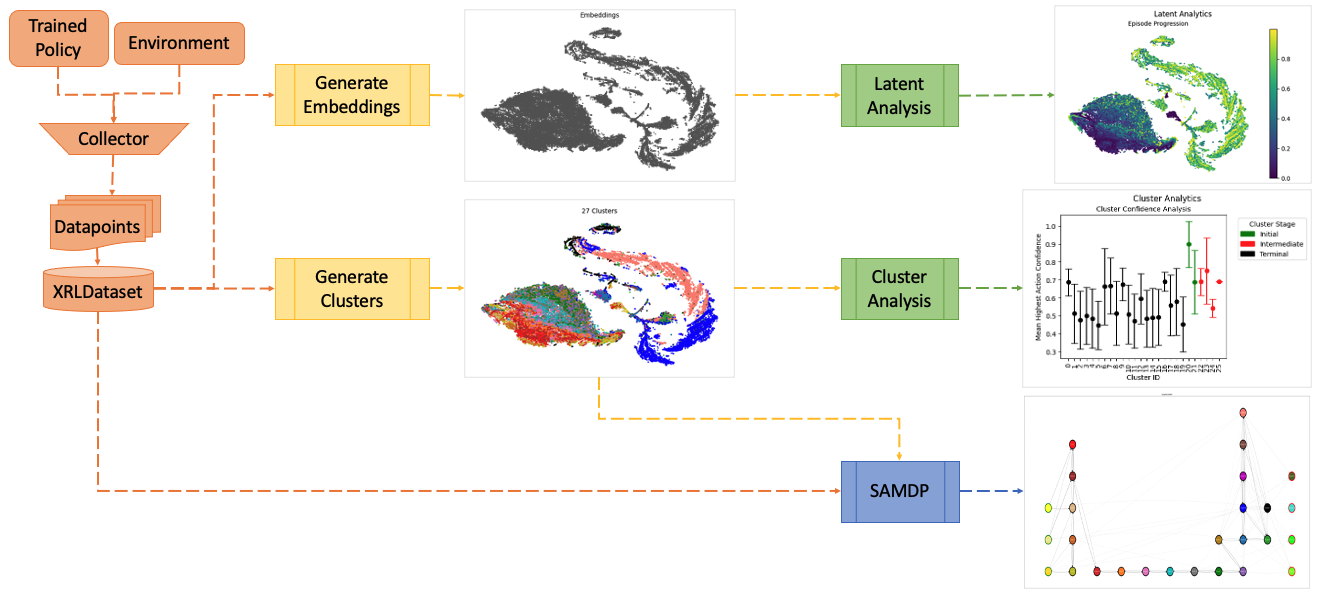 Trained
Policy
Environment
Collector
Datapoints
XRLDataset
Generate
Embeddings
Generate
Clusters
Embeddings
27 Clusters
Latent
Analysis
Cluster
Analysis
SAMDP
Latent Analytics
Episode Progression
0.8
0.6
0.4
0.2
0.0
Cluster Analytics
Cluster Confidence Analysis
Mean Highest Action Confidence
1.0
0.9
0.8
0.7
0.6
0.5
0.4
0.3
Cluster ID
Cluster Stage
Initial
Intermediate
Terminal